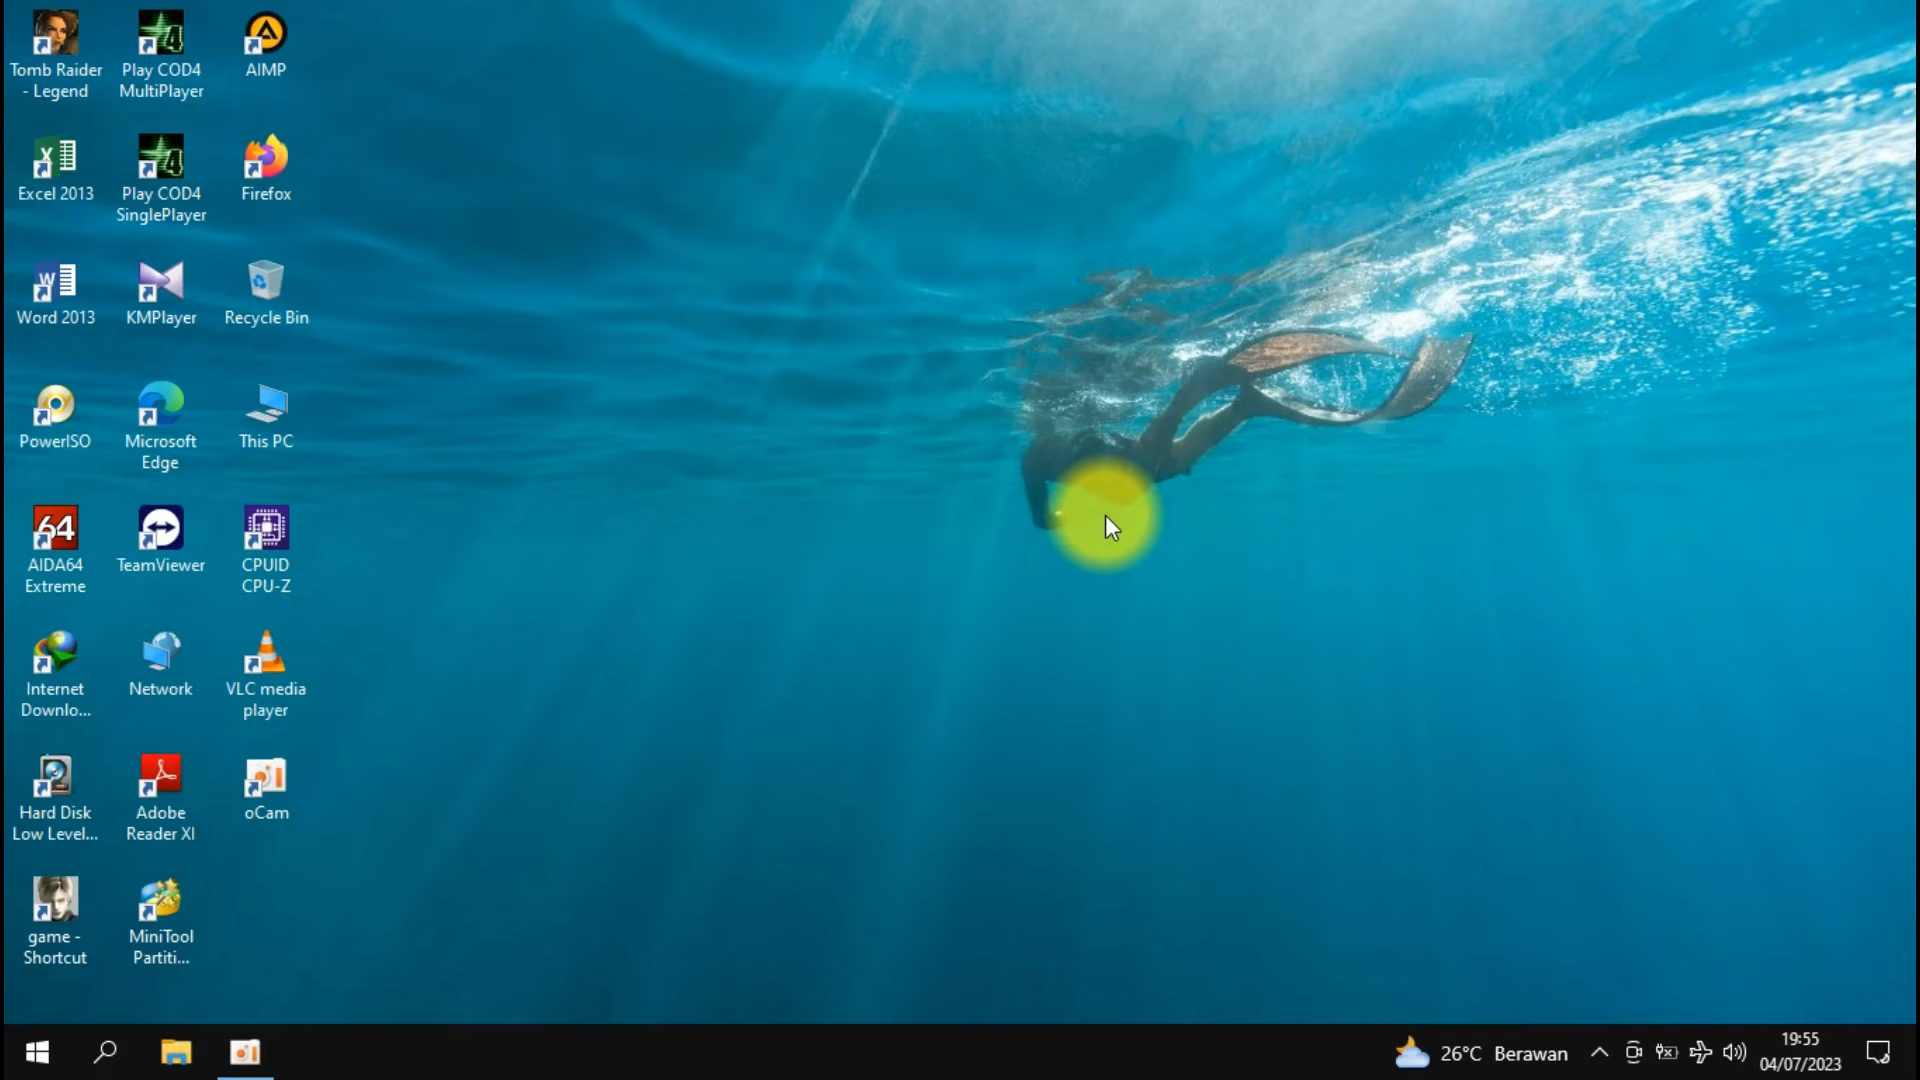 Tomb Raider
- Legend
Play COD4
MultiPlayer
AIMP
Excel 2013
Play COD4
SinglePlayer
Firefox
Word 2013
KMPlayer
Recycle Bin
PowerISO
Microsoft
Edge
This PC
64
AIDA64
Extreme
TeamViewer
CPUID
CPU-Z
Internet
Downlo...
Network
VLC media
player
Hard Disk
Low Level...
Adobe
Reader XI
oCam
game -
Shortcut
MiniTool
Partiti...
26°C Berawan
19:55
04/07/2023